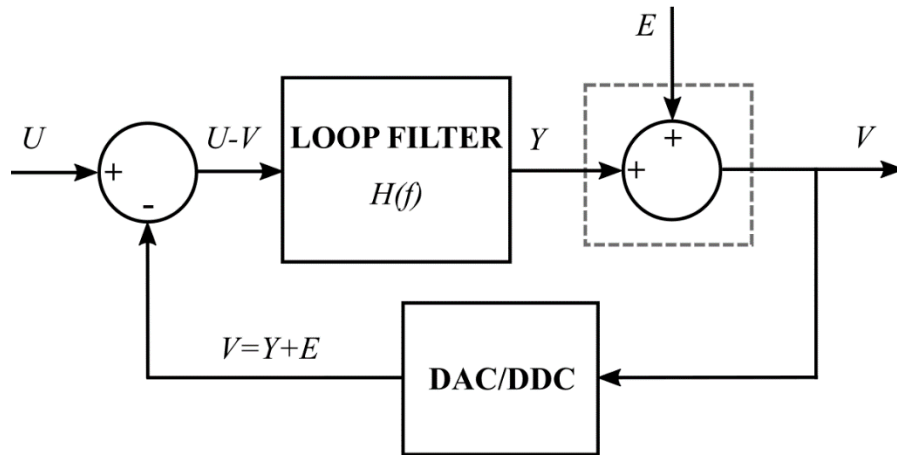 E
U
+
U-V
LOOP FILTER
H(f)
Y
+
+
V
-
V=Y+E
DAC/DDC